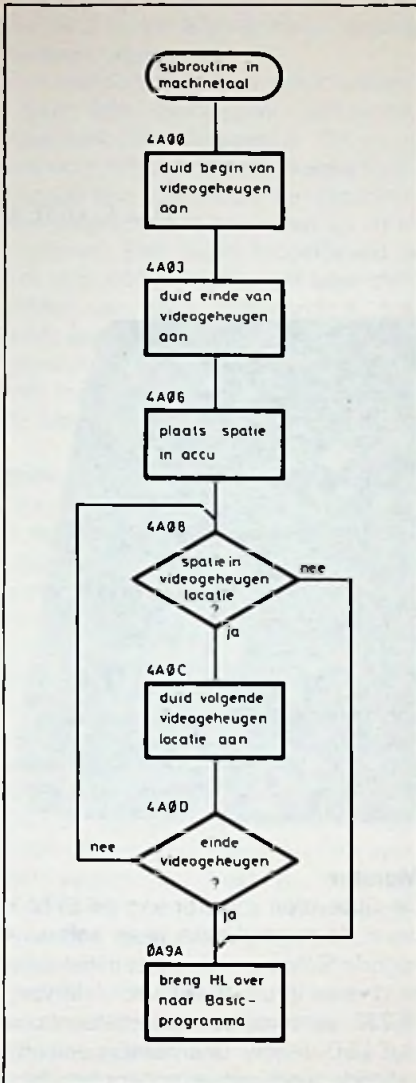 subroutine in
machinetaal
4A00
duid begin van
videogeheugen
aan
4A03
duid einde van
videogeheugen
aan
4A06
plaats spatie
in accu
4A08
spatie in
videogeheugen
locatie
?
nee
ja
4A0C
duid volgende
videogeheugen
locatie aan
4A0D
einde
videogeheugen
?
nee
ja
0A9A
breng HL over
naar Basic-
programma